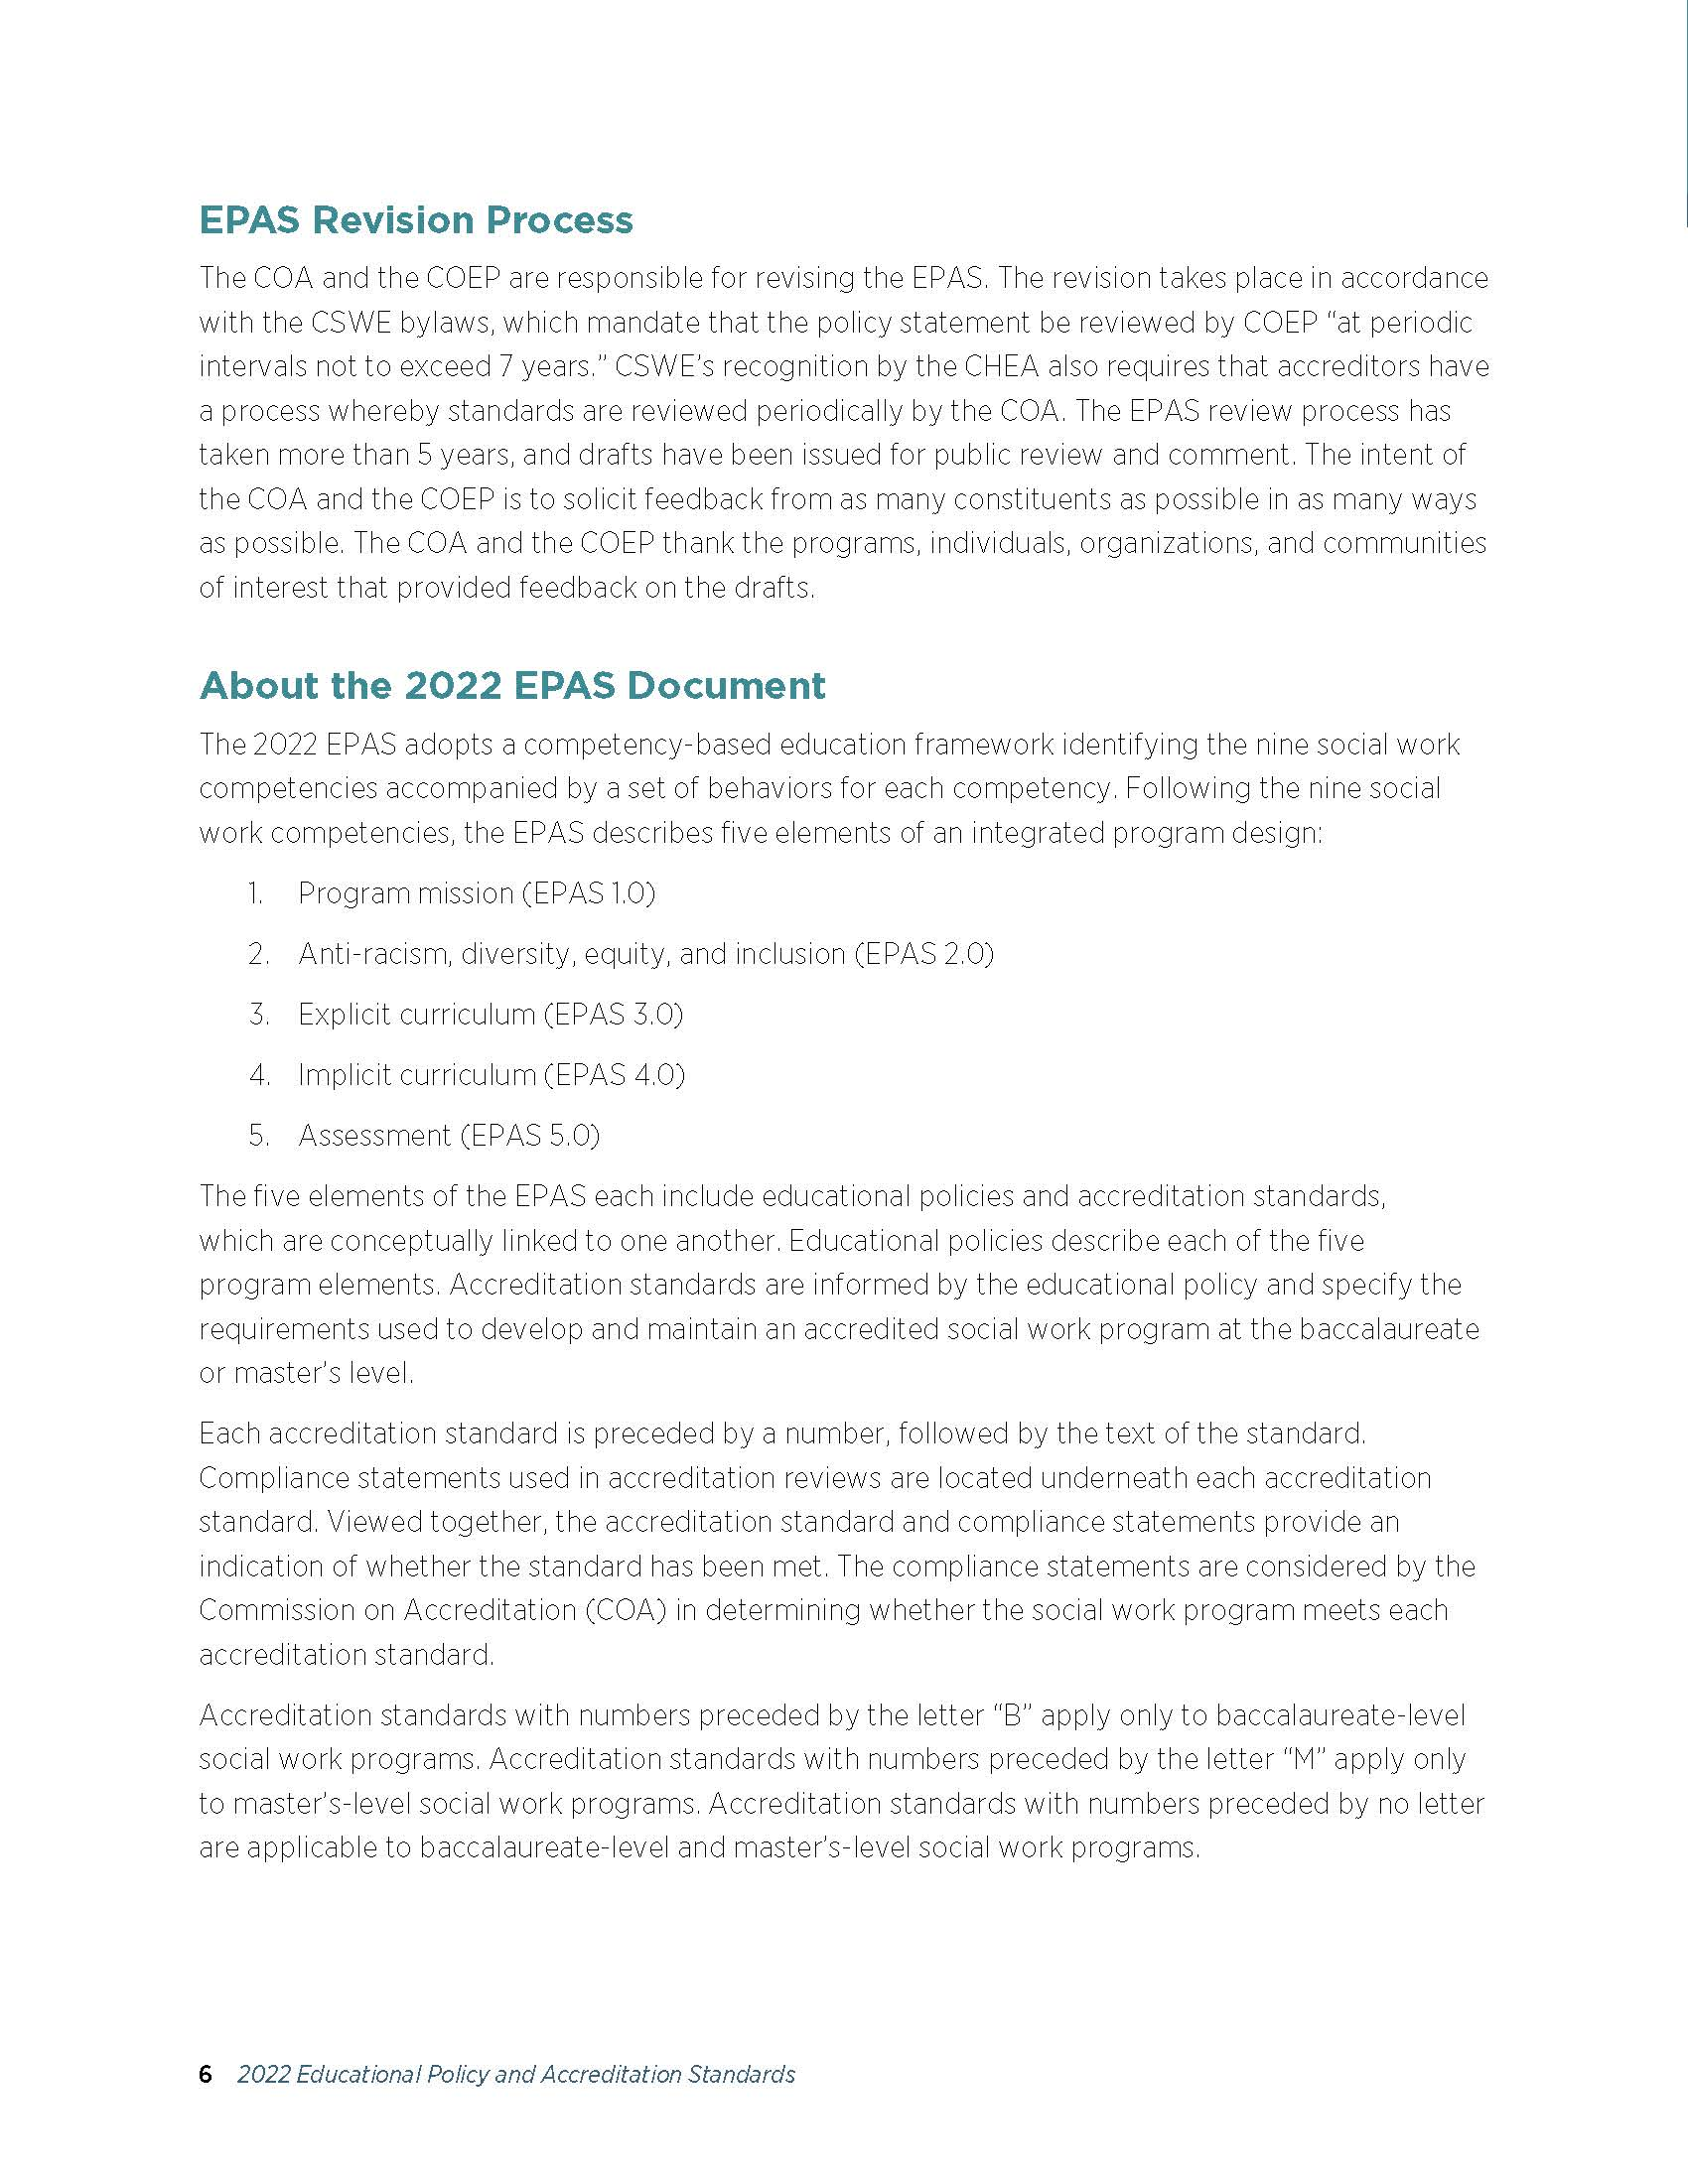 EPAS Revision Process
The COA and the COEP are responsible for revising the EPAS. The revision takes place in accordance
with the CSWE bylaws, which mandate that the policy statement be reviewed by COEP “at periodic
intervals not to exceed 7 years.” CSWE’s recognition by the CHEA also requires that accreditors have
a process whereby standards are reviewed periodically by the COA. The EPAS review process has
taken more than 5 years, and drafts have been issued for public review and comment. The intent of
the COA and the COEP is to solicit feedback from as many constituents as possible in as many ways
as possible. The COA and the COEP thank the programs, individuals, organizations, and communities
of interest that provided feedback on the drafts.
About the 2022 EPAS Document
The 2022 EPAS adopts a competency-based education framework identifying the nine social work
competencies accompanied by a set of behaviors for each competency. Following the nine social
work competencies, the EPAS describes five elements of an integrated program design:
1. Program mission (EPAS 1.0)
2. Anti-racism, diversity, equity, and inclusion (EPAS 2.0)
3. Explicit curriculum (EPAS 3.0)
4. Implicit curriculum (EPAS 4.0)
5. Assessment (EPAS 5.0)
The five elements of the EPAS each include educational policies and accreditation standards,
which are conceptually linked to one another. Educational policies describe each of the five
program elements. Accreditation standards are informed by the educational policy and specify the
requirements used to develop and maintain an accredited social work program at the baccalaureate
or master’s level.
Each accreditation standard is preceded by a number, followed by the text of the standard.
Compliance statements used in accreditation reviews are located underneath each accreditation
standard. Viewed together, the accreditation standard and compliance statements provide an
indication of whether the standard has been met. The compliance statements are considered by the
Commission on Accreditation (COA) in determining whether the social work program meets each
accreditation standard.
Accreditation standards with numbers preceded by the letter “B” apply only to baccalaureate-level
social work programs. Accreditation standards with numbers preceded by the letter “M” apply only
to master’s-level social work programs. Accreditation standards with numbers preceded by no letter
are applicable to baccalaureate-level and master’s-level social work programs.
6 2022 Educational Policy and Accreditation Standards